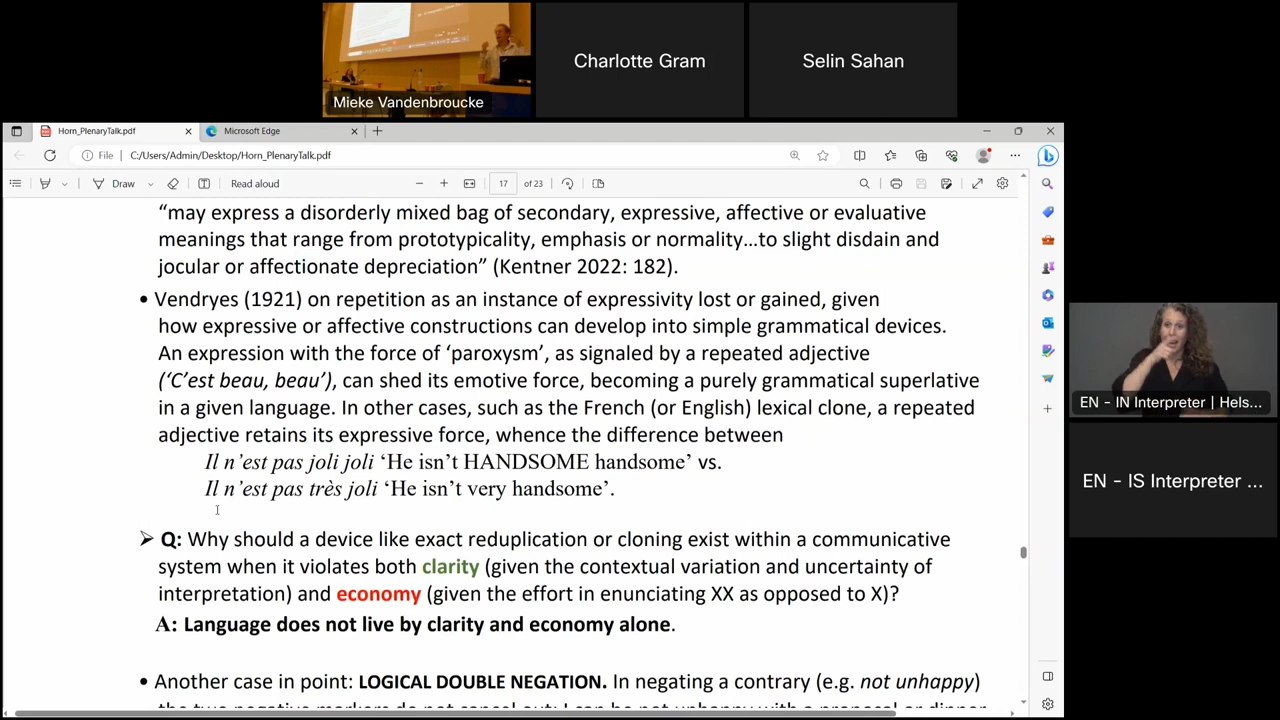 Mieke Vandenbroucke
Charlotte Gram
Selin Sahan
Horn_PlenaryTalk.pdf
Microsoft Edge
File
C:/Users/Admin/Desktop/Horn_PlenaryTalk.pdf
Draw
Read aloud
17
of 23
“may express a disorderly mixed bag of secondary, expressive, affective or evaluative
meanings that range from prototypicality, emphasis or normality…to slight disdain and
jocular or affectionate depreciation” (Kentner 2022: 182).
• Vendryes (1921) on repetition as an instance of expressivity lost or gained, given
how expressive or affective constructions can develop into simple grammatical devices.
An expression with the force of ‘paroxysm’, as signaled by a repeated adjective
(‘C’est beau, beau’), can shed its emotive force, becoming a purely grammatical superlative
in a given language. In other cases, such as the French (or English) lexical clone, a repeated
adjective retains its expressive force, whence the difference between
Il n’est pas joli joli ‘He isn’t HANDSOME handsome’ vs.
Il n’est pas très joli ‘He isn’t very handsome’.
➢ Q: Why should a device like exact reduplication or cloning exist within a communicative
system when it violates both clarity (given the contextual variation and uncertainty of
interpretation) and economy (given the effort in enunciating XX as opposed to X)?
A: Language does not live by clarity and economy alone.
• Another case in point: LOGICAL DOUBLE NEGATION. In negating a contrary (e.g. not unhappy)
EN - IN Interpreter | Hels...
EN - IS Interpreter ...